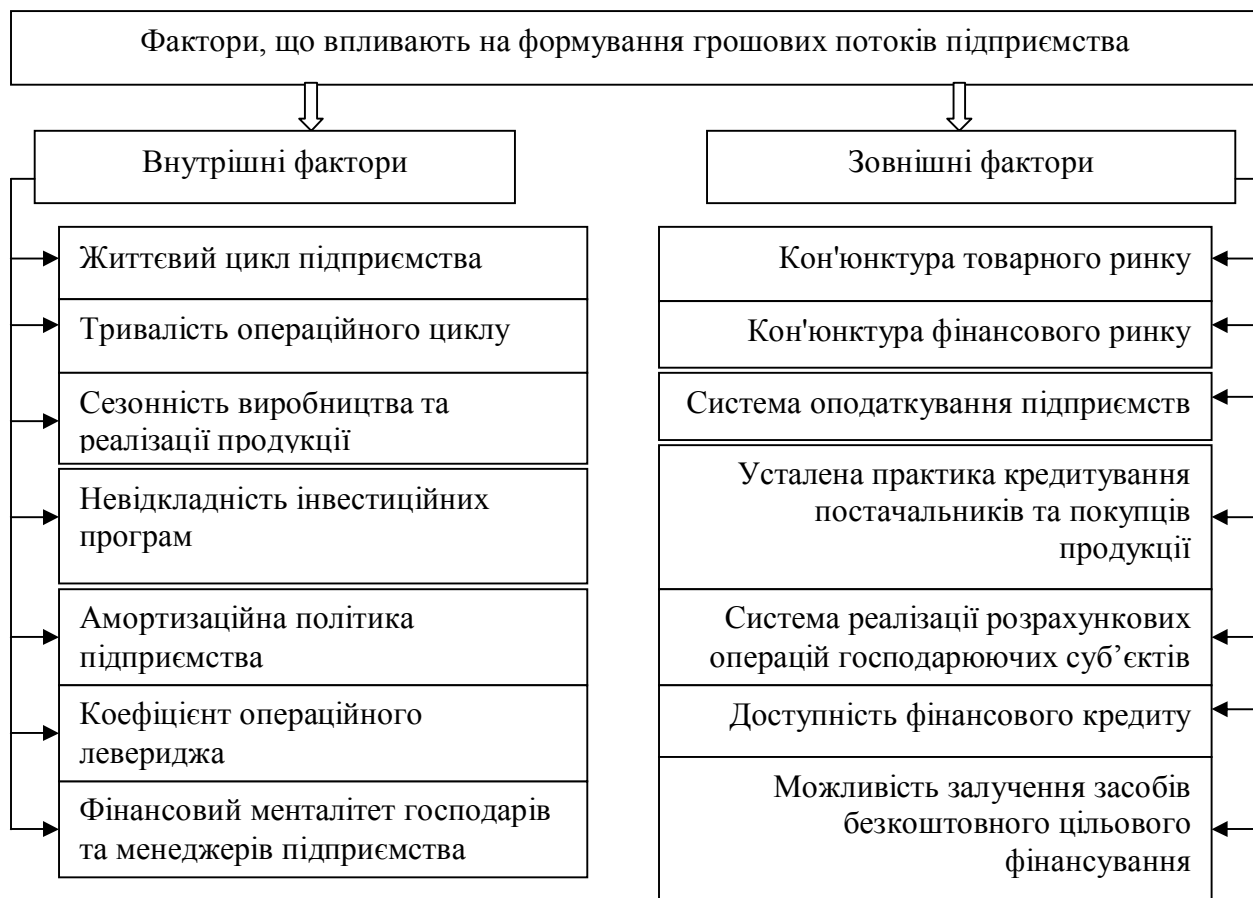 Фактори, що впливають на формування грошових потоків підприємства
Внутрішні фактори
Життєвий цикл підприємства
Тривалість операційного циклу
Сезонність виробництва та
реалізації продукції
Невідкладність інвестиційних
програм
Амортизаційна політика
підприємства
Коефіцієнт операційного
левериджа
Фінансовий менталітет господарів
та менеджерів підприємства
Зовнішні фактори
Кон'юнктура товарного ринку
Кон'юнктура фінансового ринку
Система оподаткування підприємств
Усталена практика кредитування
постачальників та покупців
продукції
Система реалізації розрахункових
операцій господарюючих суб’єктів
Доступність фінансового кредиту
Можливість залучення засобів
безкоштовного цільового
фінансування